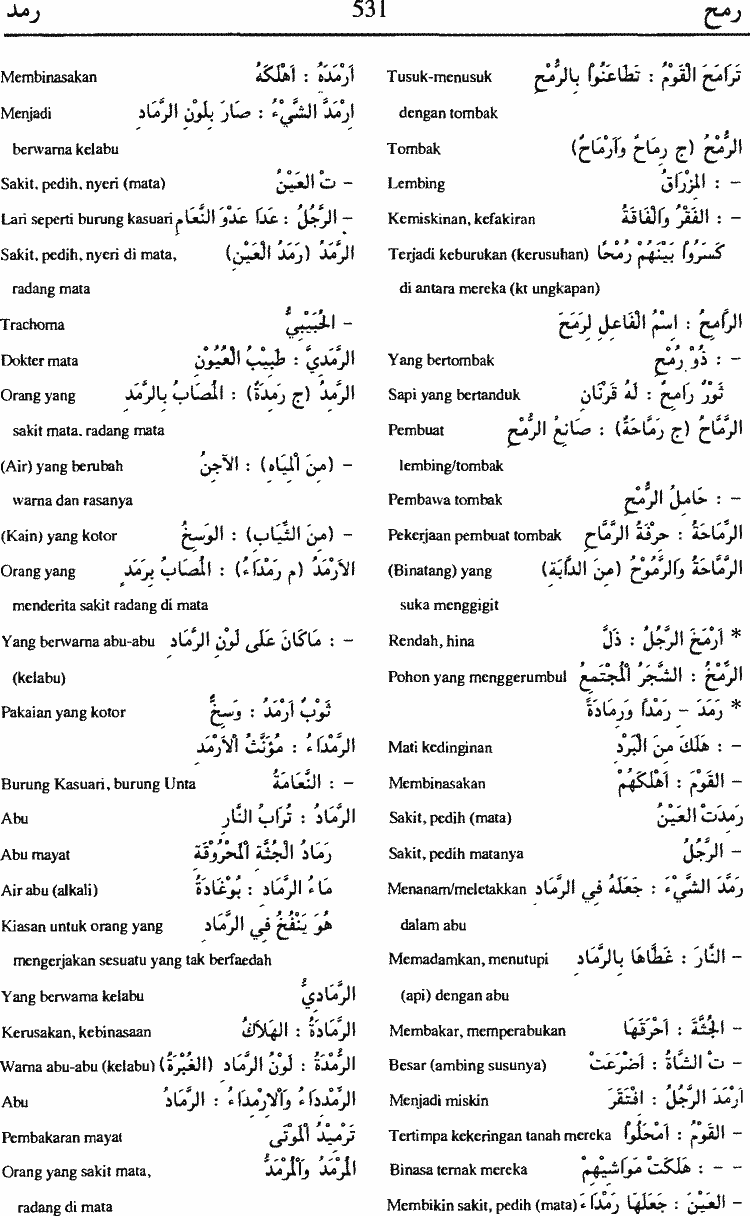 رمح 531 رمد
تَرَامَحَ الْقَوْمُ : تَطَاعَنُوا بِالرُّمْحِ Tusuk-menusuk
dengan tombak
الرُّمْحُ (ج رِمَاحٌ وَأَرْمَاحٌ) Tombak
– : الْمِزْرَاقُ Lembing
– : الْفَقْرُ وَالْفَاقَةُ Kemiskinan, kefakiran
كَسَرُوا بَيْنَهُمْ رُمْحًا Terjadi keburukan (kerusuhan)
di antara mereka (kt ungkapan)
الرَّامِحُ : اسْمُ الْفَاعِلِ لِرَمَحَ
– : ذُوْ رُمْحٍ Yang bertombak
ثَوْرٌ رَامِحٌ : لَهُ قَرْنَانِ Sapi yang bertanduk
الرَّمَّاحُ (ج رَمَّاحَةٌ) : صَانِعُ الرُّمْحِ Pembuat
lembing/tombak
– : حَامِلُ الرُّمْحِ Pembawa tombak
الرِّمَاحَةُ : حِرْفَةُ الرَّمَّاحِ Pekerjaan pembuat tombak
الرَّمَّاحَةُ وَالرَّمُوْحُ (مِنَ الدَّابَّةِ) (Binatang) yang
suka menggigit
* أَرْمَخَ الرَّجُلُ : ذَلَّ Rendah, hina
الرِّمْخُ : الشَّجَرُ الْمُجْتَمِعُ Pohon yang menggerumbul
* رَمَدَ – رَمْدًا وَرَمَادَةً
– : هَلَكَ مِنَ الْبَرْدِ Mati kedinginan
– الْقَوْمَ : أَهْلَكَهُمْ Membinasakan
رَمِدَتِ الْعَيْنُ Sakit, pedih (mata)
– الرَّجُلُ Sakit, pedih matanya
رَمَّدَ الشَّيْءَ : جَعَلَهُ فِي الرَّمَادِ Menanam/meletakkan
dalam abu
– النَّارَ : غَطَّاهَا بِالرَّمَادِ Memadamkan, menutupi
(api) dengan abu
– الْجُثَّةَ : أَحْرَقَهَا Membakar, memperabukan
– تِ الشَّاةُ : أَضْرَعَتْ Besar (ambing susunya)
أَرْمَدَ الرَّجُلُ : افْتَقَرَ Menjadi miskin
– الْقَوْمُ : أَمْحَلُوا Tertimpa kekeringan tanah mereka
– – : هَلَكَتْ مَوَاشِيْهِمْ Binasa ternak mereka
– الْعَيْنَ : جَعَلَهَا رَمْدَاءَ Membikin sakit, pedih (mata)
أَرْمَدَهُ : أَهْلَكَهُ Membinasakan
ارْمَدَّ الشَّيْءُ : صَارَ بِلَوْنِ الرَّمَادِ Menjadi
berwarna kelabu
– تِ الْعَيْنُ Sakit, pedih, nyeri (mata)
– الرَّجُلُ : عَدَا عَدْوَ النَّعَامِ Lari seperti burung kasuari
الرَّمَدُ (رَمَدُ الْعَيْنِ) Sakit, pedih, nyeri di mata,
radang mata
– الْحُبَيْبِيُّ Trachoma
الرَّمَدِيُّ : طَبِيْبُ الْعُيُوْنِ Dokter mata
الرَّمِدُ (ج رَمِدَةٌ) : الْمُصَابُ بِالرَّمَدِ Orang yang
sakit mata, radang mata
– (مِنَ الْمِيَاهِ) : الآجِنُ (Air) yang berubah
warna dan rasanya
– (مِنَ الثِّيَابِ) : الوَسِخُ (Kain) yang kotor
الأَرْمَدُ (م رَمْدَاءُ) : الْمُصَابُ بِرَمَدٍ Orang yang
menderita sakit radang di mata
– : مَاكَانَ عَلَى لَوْنِ الرَّمَادِ Yang berwarna abu-abu
(kelabu)
ثَوْبٌ أَرْمَدُ : وَسِخٌ Pakaian yang kotor
الرَّمْدَاءُ : مُؤَنَّثُ الأَرْمَدِ
– : النَّعَامَةُ Burung Kasuari, burung Unta
الرَّمَادُ : تُرَابُ النَّارِ Abu
رَمَادُ الْجُثَّةِ الْمَحْرُوْقَةِ Abu mayat
مَاءُ الرَّمَادِ : بُوْغَادَةٌ Air abu (alkali)
هُوَ يَنْفُخُ فِي الرَّمَادِ Kiasan untuk orang yang
mengerjakan sesuatu yang tak berfaedah
الرَّمَادِيُّ Yang berwarna kelabu
الرَّمَادَةُ : الْهَلاَكُ Kerusakan, kebinasaan
الرُّمْدَةُ : لَوْنُ الرَّمَادِ (الْغُبْرَةُ) Warna abu-abu (kelabu)
الرِّمْدِدَاءُ وَالأَرْمِدَاءُ : الرَّمَادُ Abu
تَرْمِيْدُ الْمَوْتَى Pembakaran mayat
الْمُرْمَدُ وَالْمُرْمَدُّ Orang yang sakit mata,
radang di mata